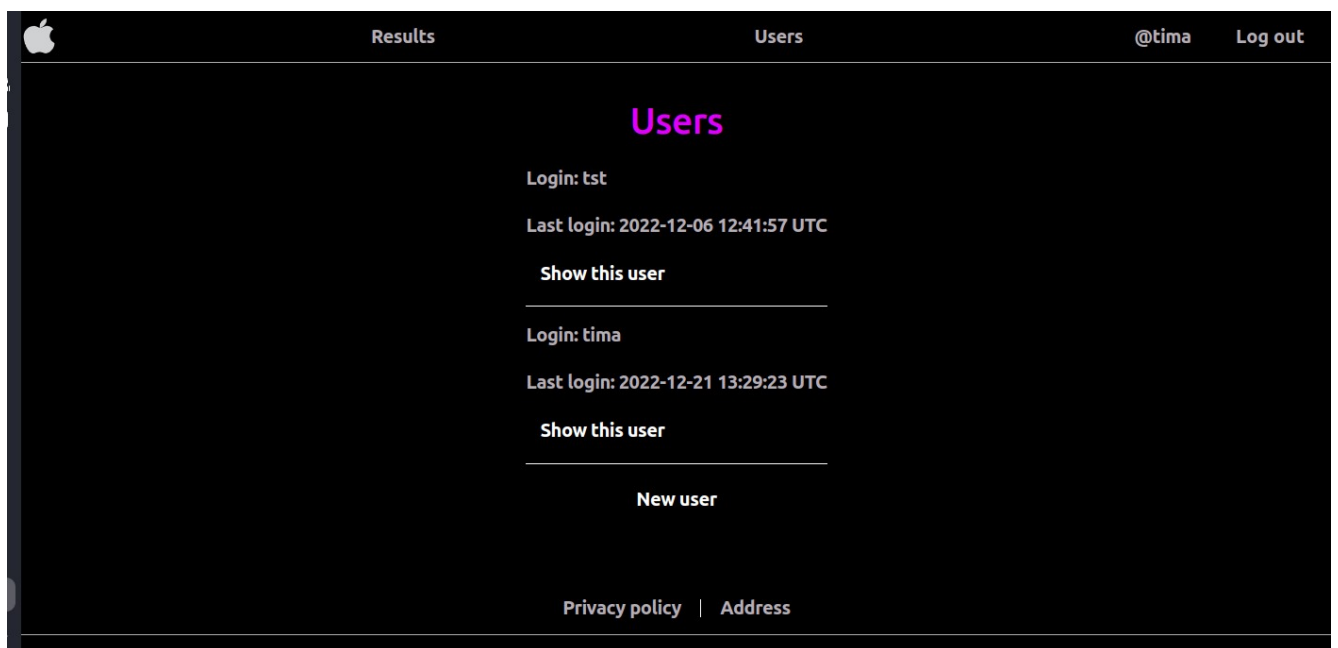 Results Users @tima Log out
Users
Login: tst
Last login: 2022-12-06 12:41:57 UTC
Show this user
Login: tima
Last login: 2022-12-21 13:29:23 UTC
Show this user
New user
Privacy policy | Address